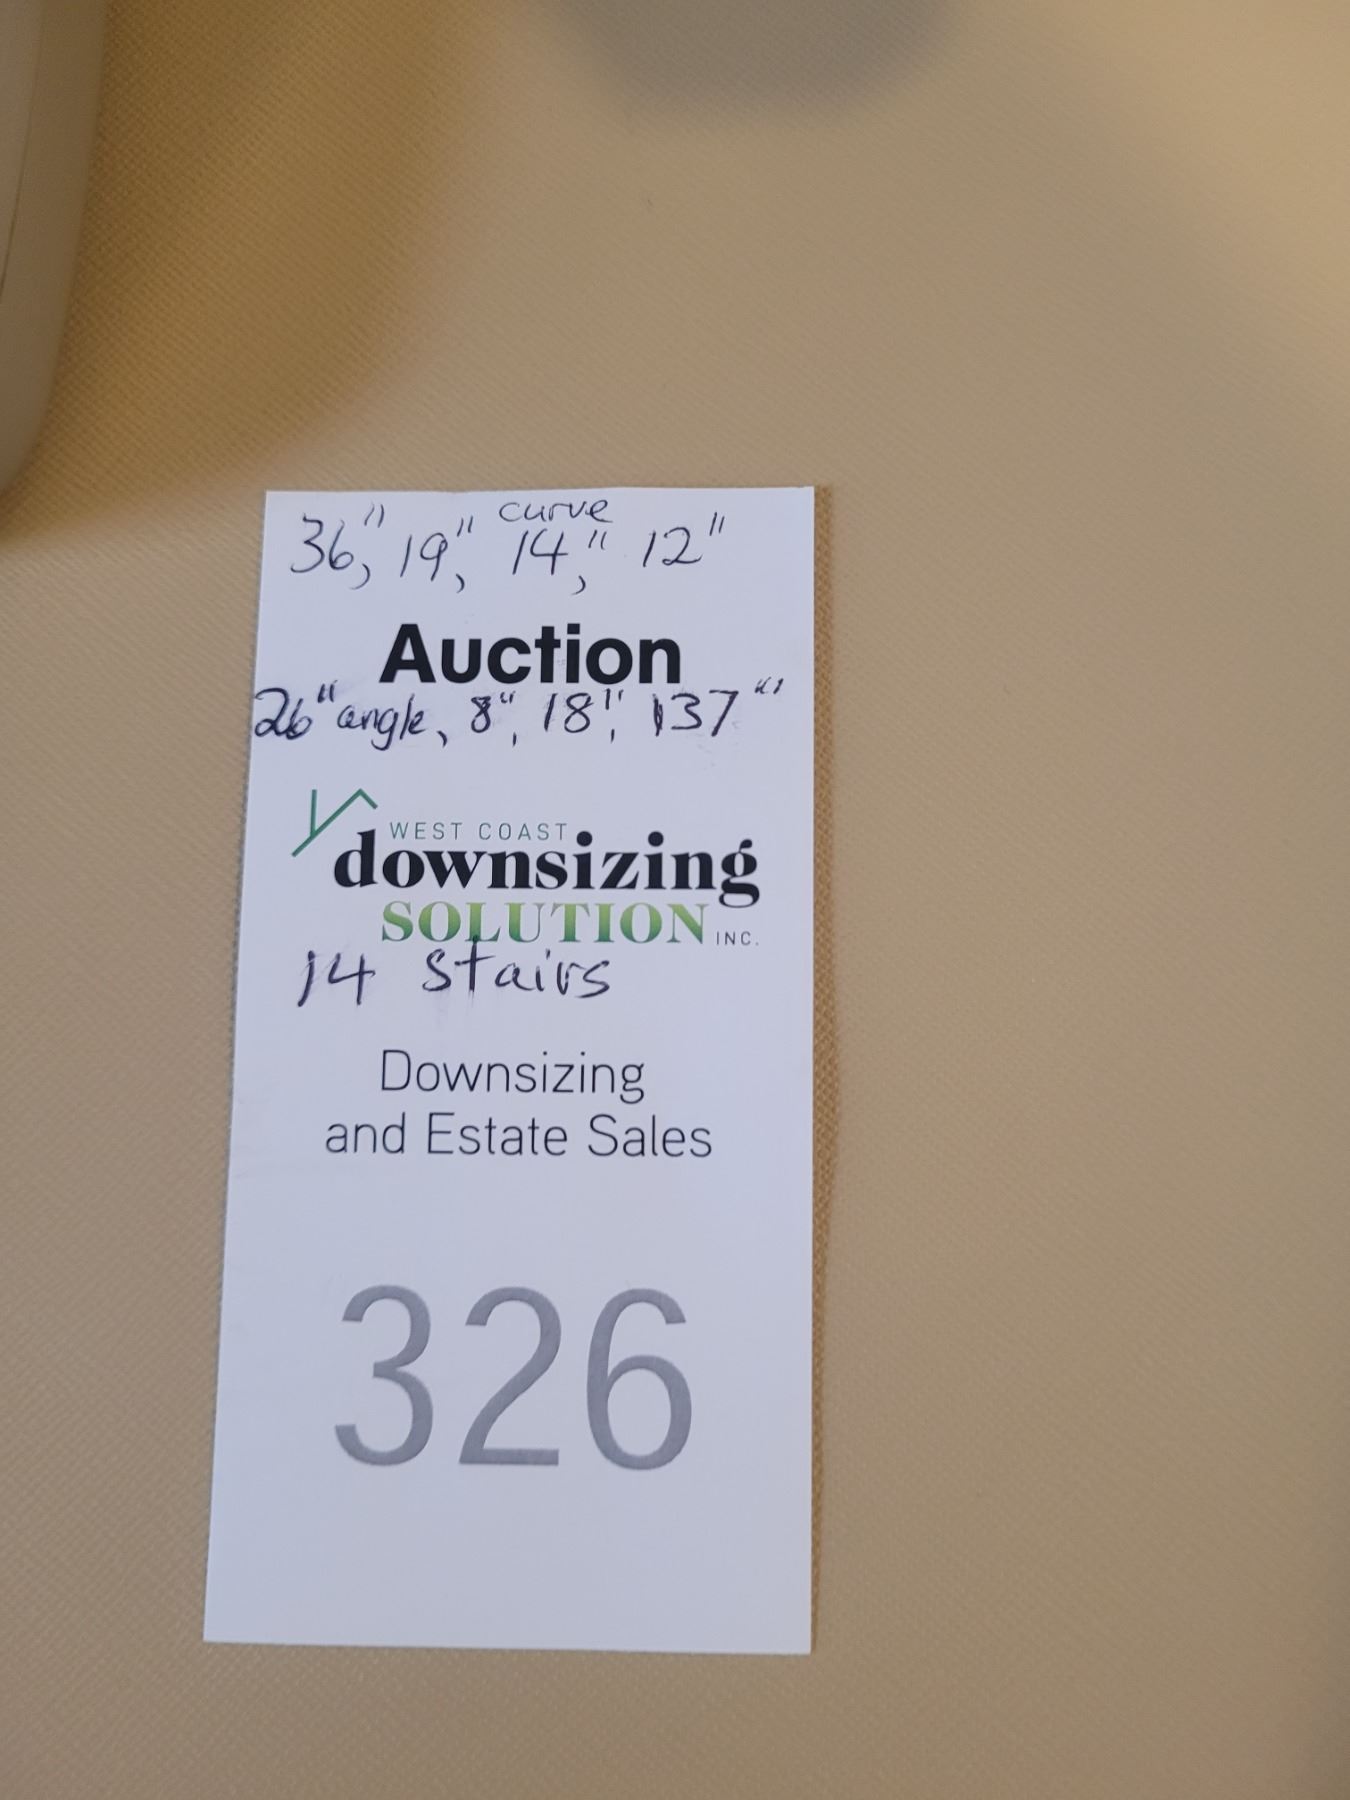 curve
36", 19", 14", 12"
Auction
26" angle, 8", 18", 137"
WEST COAST
downsizing
SOLUTION INC.
14 stairs
Downsizing
and Estate Sales
326